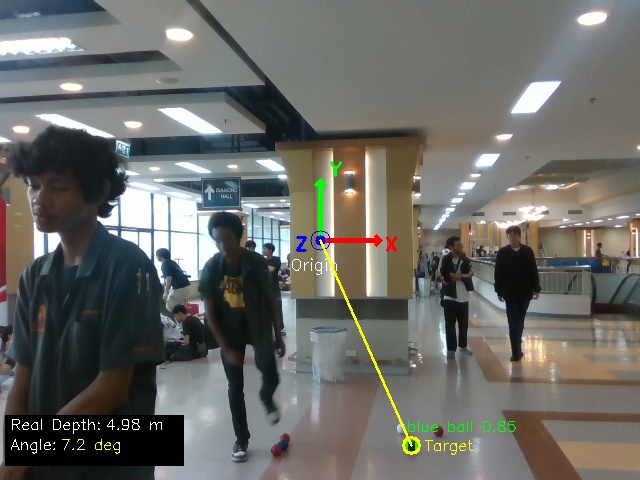 DIAMOND
HALL
Y
Z
X
Origin
blue ball 0.85
Target
Real Depth: 4.98 m
Angle: 7.2 deg